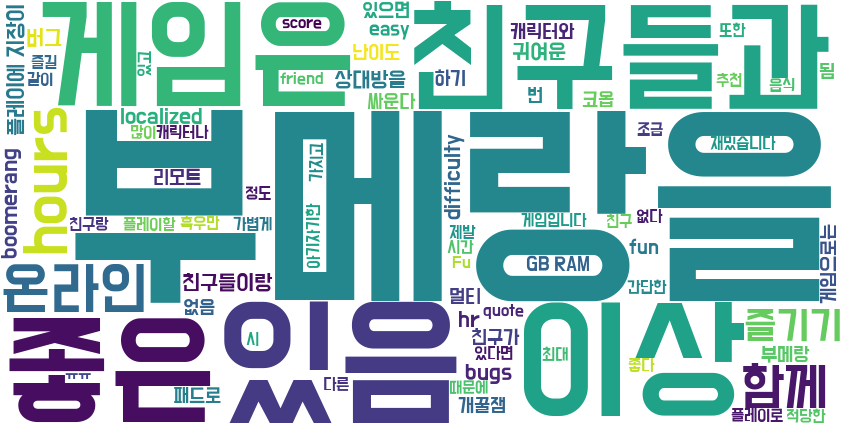 게임은
친구들과
부메랑을
좋은
있음
이상
온라인
hours
함께
즐기기
플레이에 지장이
버그
즐길
같이
있고
score
friend
있으면
easy
난이도
상대방을
싸운다
하기
캐릭터와
귀여운
번
코옵
또한
추천
음식
됨
localized
많이
캐릭터나
리모트
정도
boomerang
친구랑
플레이할
혹우만
가볍게
가지고
아기자기한
difficulty
조금
재밌습니다
게임입니다
친구
없다
제발
시간
Fu
GB RAM
fun
간단한
게임으로는
친구들이랑
없음
멀티
hr
quote
친구가
있다면
bugs
때문에
개꿀잼
최대
좋다
부메랑
플레이로
적당한
ㅠㅠ
패드로
시
다른